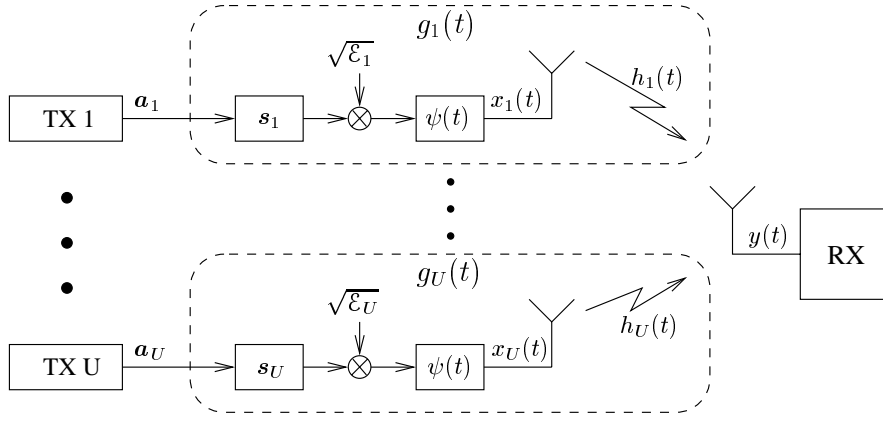 g₁(t)
√ℰ₁
h₁(t)
TX 1
a₁
s₁
ψ(t)
x₁(t)
y(t)
RX
g_U(t)
√ℰ_U
h_U(t)
TX U
a_U
s_U
ψ(t)
x_U(t)